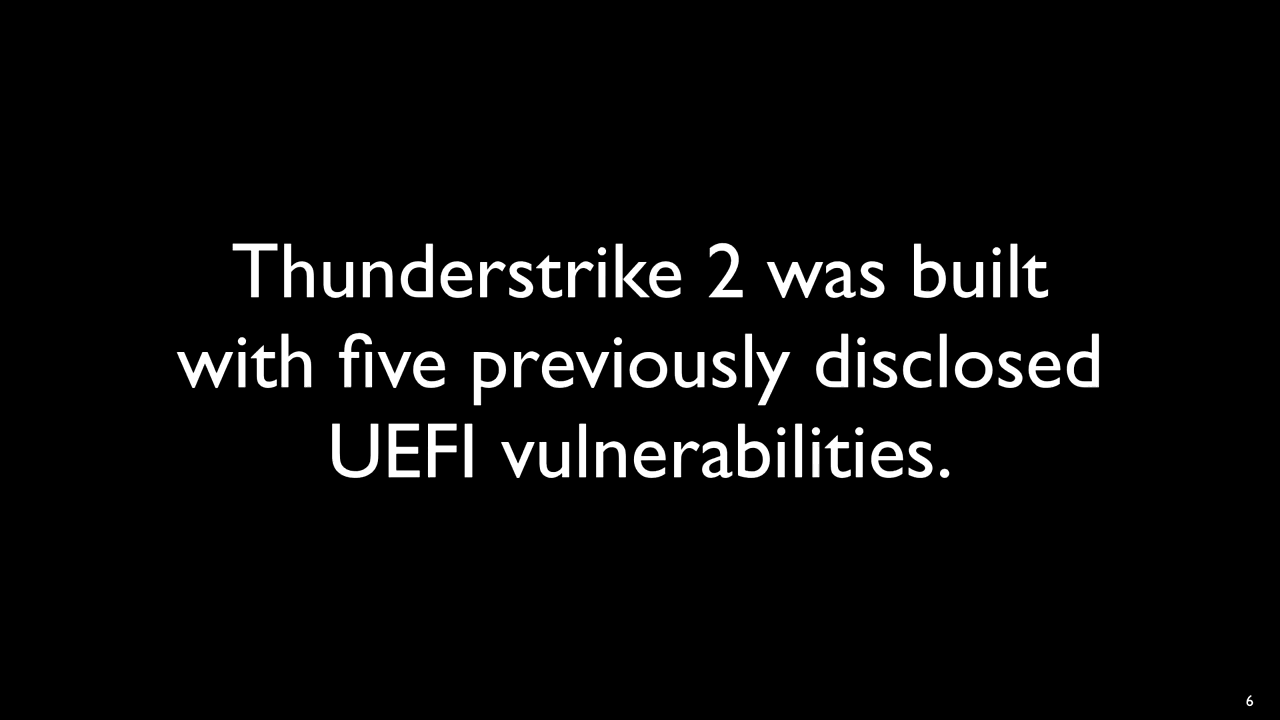 Thunderstrike 2 was built
with five previously disclosed
UEFI vulnerabilities.
6